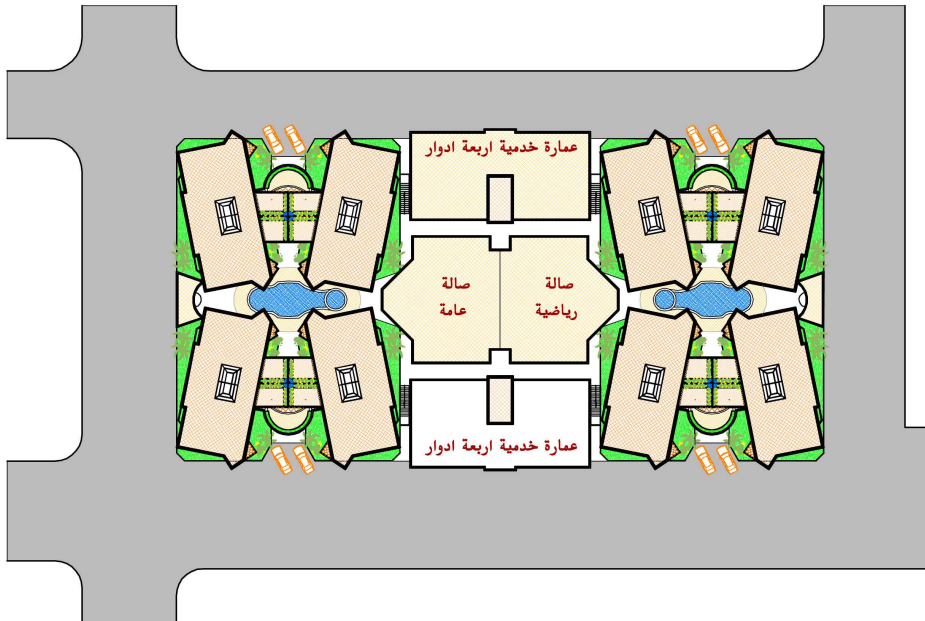 عمارة خدمية اربعة ادوار
صالة
رياضية
صالة
عامة
عمارة خدمية اربعة ادوار